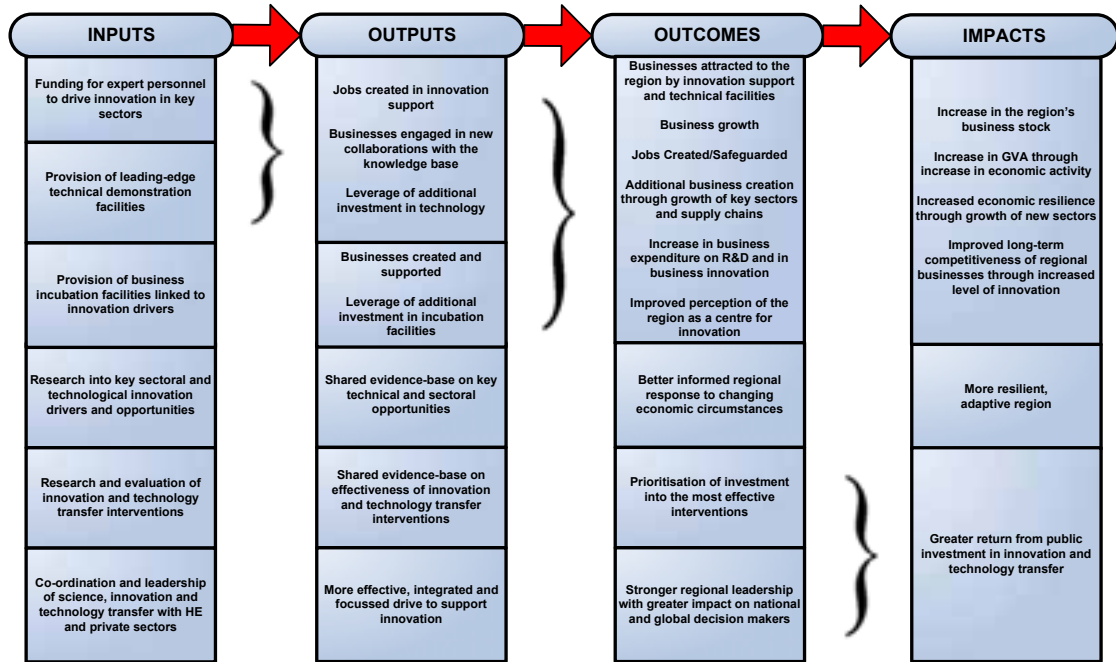 INPUTS
Funding for expert personnel
to drive innovation in key
sectors
Provision of leading-edge
technical demonstration
facilities
Provision of business
incubation facilities linked to
innovation drivers
Research into key sectoral and
technological innovation
drivers and opportunities
Research and evaluation of
innovation and technology
transfer interventions
Co-ordination and leadership
of science, innovation and
technology transfer with HE
and private sectors
OUTPUTS
Jobs created in innovation
support
Businesses engaged in new
collaborations with the
knowledge base
Leverage of additional
investment in technology
Businesses created and
supported
Leverage of additional
investment in incubation
facilities
Shared evidence-base on key
technical and sectoral
opportunities
Shared evidence-base on
effectiveness of innovation
and technology transfer
interventions
More effective, integrated and
focussed drive to support
innovation
OUTCOMES
Businesses attracted to the
region by innovation support
and technical facilities
Business growth
Jobs Created/Safeguarded
Additional business creation
through growth of key sectors
and supply chains
Increase in business
expenditure on R&D and in
business innovation
Improved perception of the
region as a centre for
innovation
Better informed regional
response to changing
economic circumstances
Prioritisation of investment
into the most effective
interventions
Stronger regional leadership
with greater impact on national
and global decision makers
IMPACTS
Increase in the region's
business stock
Increase in GVA through
increase in economic activity
Increased economic resilience
through growth of new sectors
Improved long-term
competitiveness of regional
businesses through increased
level of innovation
More resilient,
adaptive region
Greater return from public
investment in innovation and
technology transfer